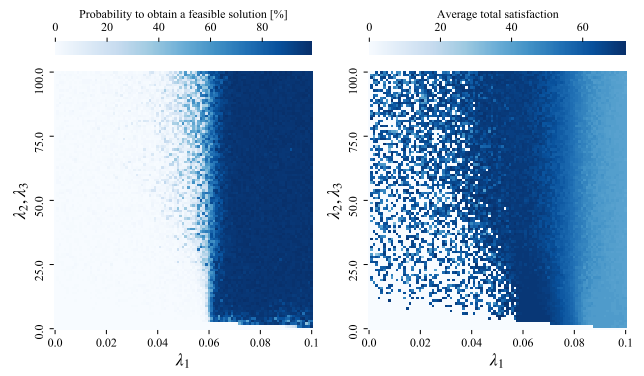 Probability to obtain a feasible solution [%]
0 20 40 60 80
100.0
75.0
50.0
25.0
0.0
λ2, λ3
0.0 0.02 0.04 0.06 0.08 0.1
λ1
Average total satisfaction
0 20 40 60
100.0
75.0
50.0
25.0
0.0
λ2, λ3
0.0 0.02 0.04 0.06 0.08 0.1
λ1